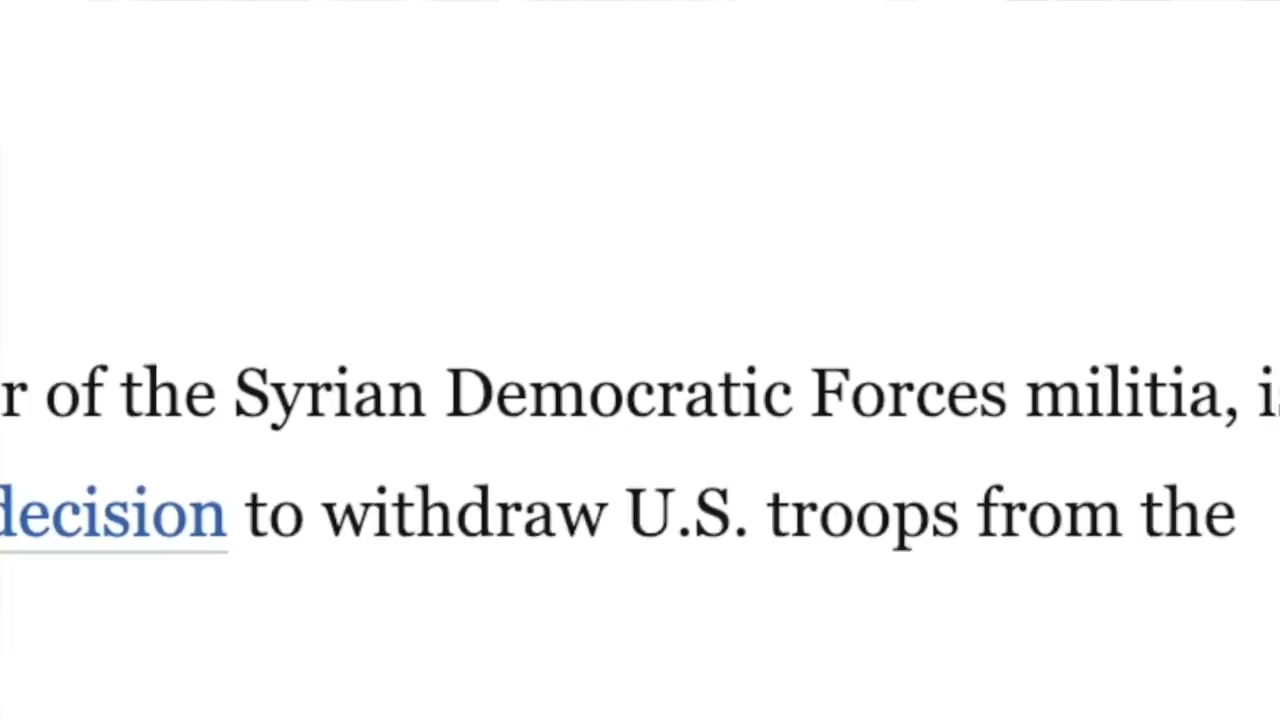 of the Syrian Democratic Forces militia,
decision to withdraw U.S. troops from the